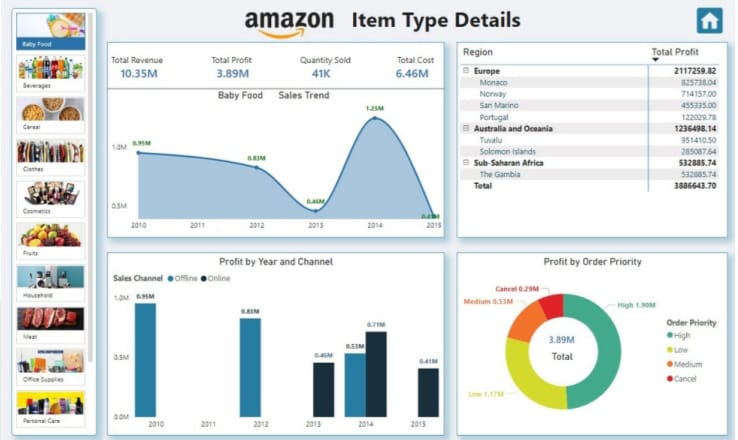 amazon Item Type Details
Baby Food
Beverages
Cereal
Clothes
Cosmetics
Fruits
Household
Meat
Office Supplies
Personal Care
Total Revenue Total Profit Quantity Sold Total Cost
10.35M 3.89M 41K 6.46M
Baby Food Sales Trend
1.25M
1.0M
0.95M
0.83M
0.5M
0.46M
0.41M
2010 2011 2012 2013 2014 2015
Region Total Profit
Europe 2117259.82
Monaco 825738.04
Norway 714157.00
San Marino 455335.00
Portugal 122029.78
Australia and Oceania 1236498.14
Tuvalu 951410.50
Solomon Islands 285087.64
Sub-Saharan Africa 532885.74
The Gambia 532885.74
Total 3886643.70
Profit by Year and Channel
Sales Channel Offline Online
1.0M
0.95M
0.83M
0.71M
0.5M
0.46M
0.53M
0.41M
0.0M
2010 2011 2012 2013 2014 2015
Profit by Order Priority
Cancel 0.29M
Medium 0.53M
High 1.90M
3.89M
Total
Low 1.17M
Order Priority
High
Low
Medium
Cancel